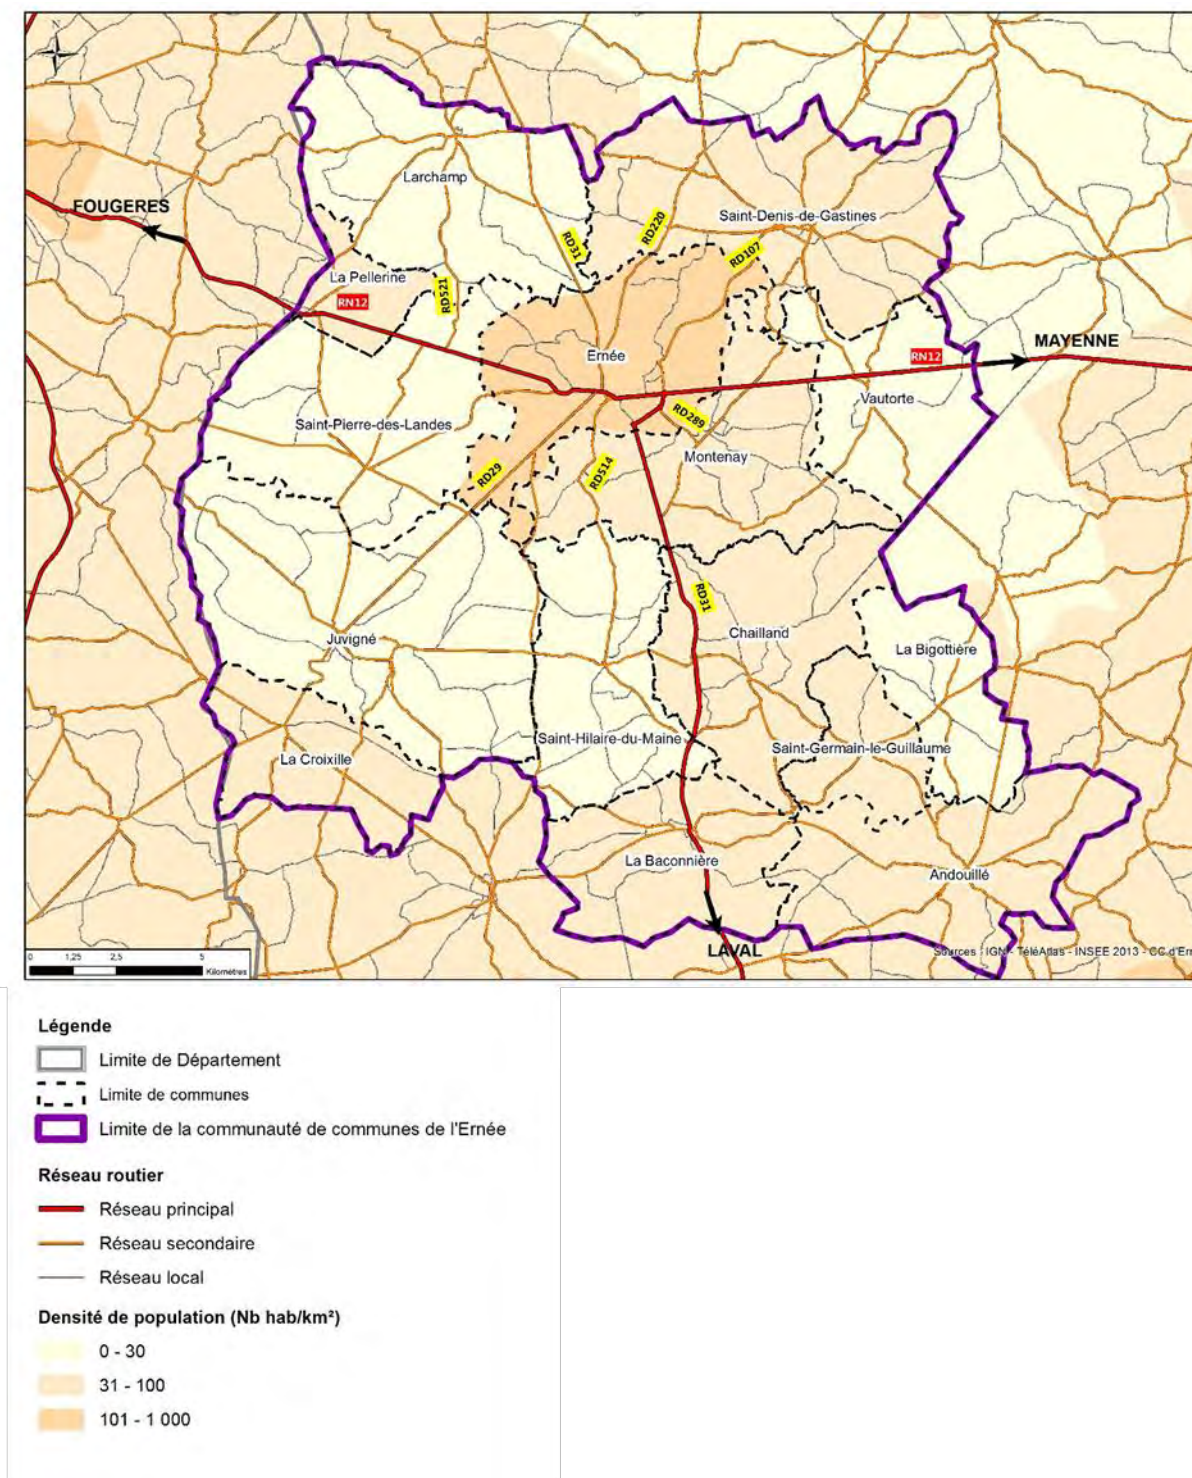 N
FOUGERES
Larchamp
Saint-Denis-de-Gastines
RD220
RD31
RD107
La Pellerine
RN12
RD521
MAYENNE
RN12
Ernée
Vautorte
RD289
Saint-Pierre-des-Landes
Montenay
RD29
RD514
RD31
Chailland
Juvigné
La Bigottière
Saint-Hilaire-du-Maine
Saint-Germain-le-Guillaume
La Croixille
La Baconnière
Andouillé
LAVAL
Sources : IGN - TéléAtlas - INSEE 2013 - CC d'Ern
0 1,25 2,5 5
Kilomètres
Légende
Limite de Département
Limite de communes
Limite de la communauté de communes de l'Ernée
Réseau routier
Réseau principal
Réseau secondaire
Réseau local
Densité de population (Nb hab/km²)
0 - 30
31 - 100
101 - 1 000